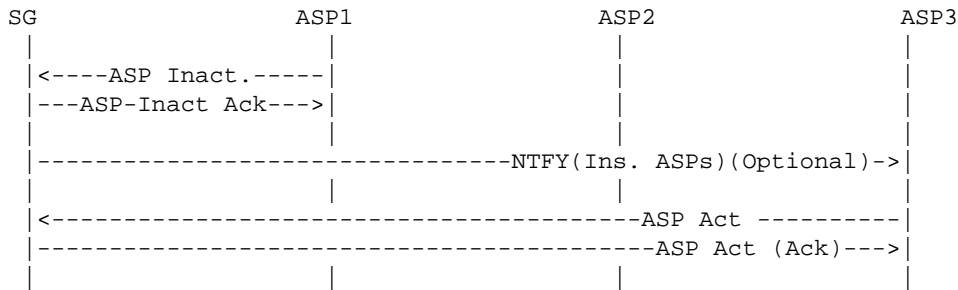 SG                       ASP1                    ASP2                   ASP3
 |                        |                       |                       |
 |<----ASP Inact.-----|                       |                       |
 |---ASP-Inact Ack--->|                       |                       |
 |                        |                       |                       |
 |---------------------------------NTFY(Ins. ASPs)(Optional)->|
 |                        |                       |                       |
 |<-----------------------------------------ASP Act ----------|
 |-------------------------------------------ASP Act (Ack)--->|
 |                        |                       |                       |